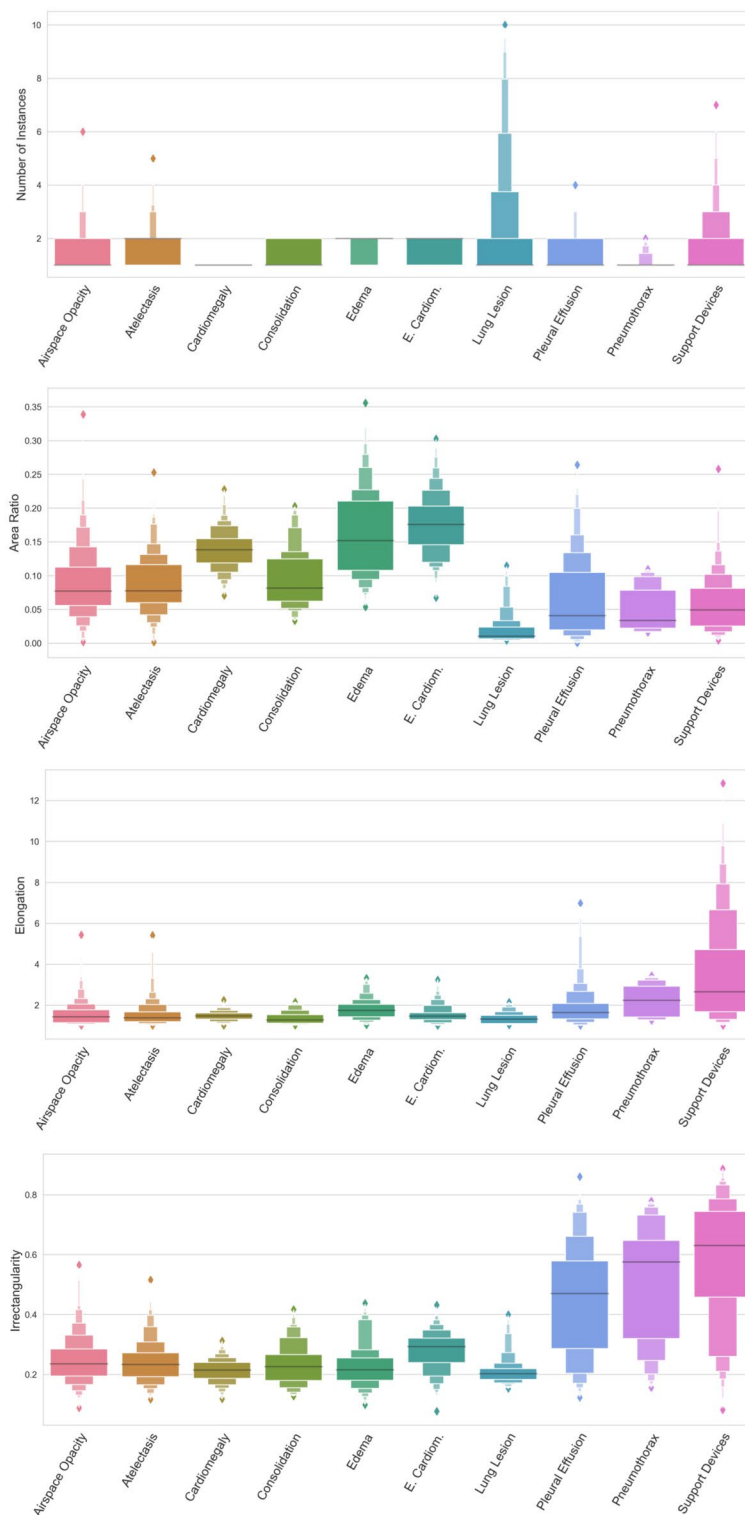 10
8
6
4
2
Number of Instances
Airspace Opacity
Atelectasis
Cardiomegaly
Consolidation
Edema
E. Cardiom.
Lung Lesion
Pleural Effusion
Pneumothorax
Support Devices
0.35
0.30
0.25
0.20
0.15
0.10
0.05
0.00
Area Ratio
Airspace Opacity
Atelectasis
Cardiomegaly
Consolidation
Edema
E. Cardiom.
Lung Lesion
Pleural Effusion
Pneumothorax
Support Devices
12
10
8
6
4
2
Elongation
Airspace Opacity
Atelectasis
Cardiomegaly
Consolidation
Edema
E. Cardiom.
Lung Lesion
Pleural Effusion
Pneumothorax
Support Devices
0.8
0.6
0.4
0.2
Irrectangularity
Airspace Opacity
Atelectasis
Cardiomegaly
Consolidation
Edema
E. Cardiom.
Lung Lesion
Pleural Effusion
Pneumothorax
Support Devices